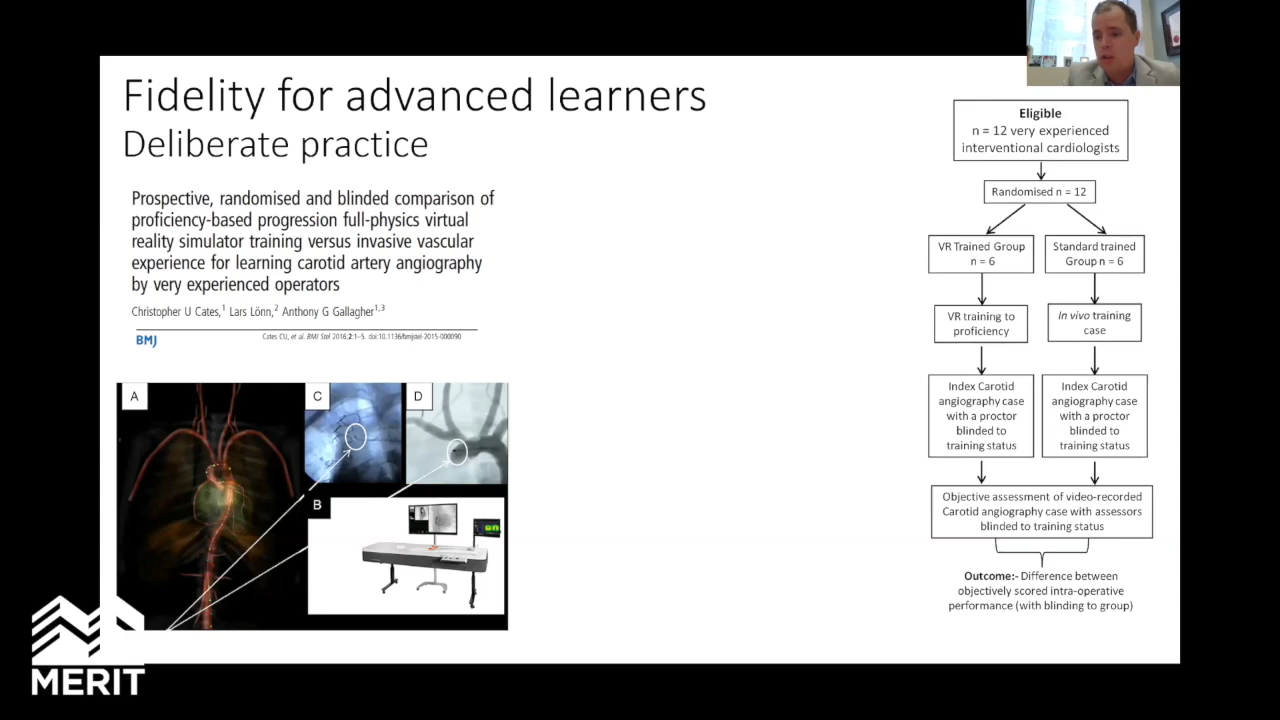 Fidelity for advanced learners
Deliberate practice
Prospective, randomised and blinded comparison of
proficiency-based progression full-physics virtual
reality simulator training versus invasive vascular
experience for learning carotid artery angiography
by very experienced operators
Christopher U Cates,1 Lars Lönn,2 Anthony G Gallagher1,3
BMJ
Cates CU, et al. BMJ Stel 2016;2:1–5. doi:10.1136/bmjstel-2015-000090
A
C
D
B
Eligible
n = 12 very experienced
interventional cardiologists
Randomised n = 12
VR Trained Group
n = 6
Standard trained
Group n = 6
VR training to
proficiency
In vivo training
case
Index Carotid
angiography case
with a proctor
blinded to
training status
Index Carotid
angiography case
with a proctor
blinded to
training status
Objective assessment of video-recorded
Carotid angiography case with assessors
blinded to training status
Outcome:- Difference between
objectively scored intra-operative
performance (with blinding to group)
MERIT